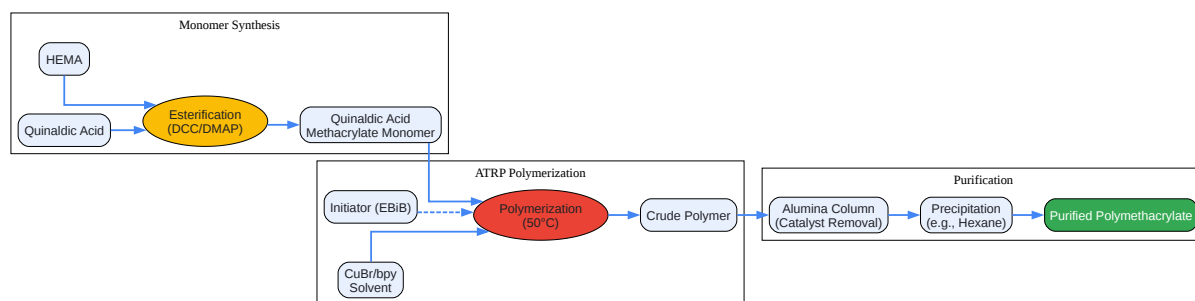 Monomer Synthesis
HEMA
Quinaldic Acid
Esterification
(DCC/DMAP)
Quinaldic Acid
Methacrylate Monomer
ATRP Polymerization
Initiator (EBiB)
CuBr/bpy
Solvent
Polymerization
(50°C)
Crude Polymer
Purification
Alumina Column
(Catalyst Removal)
Precipitation
(e.g., Hexane)
Purified Polymethacrylate